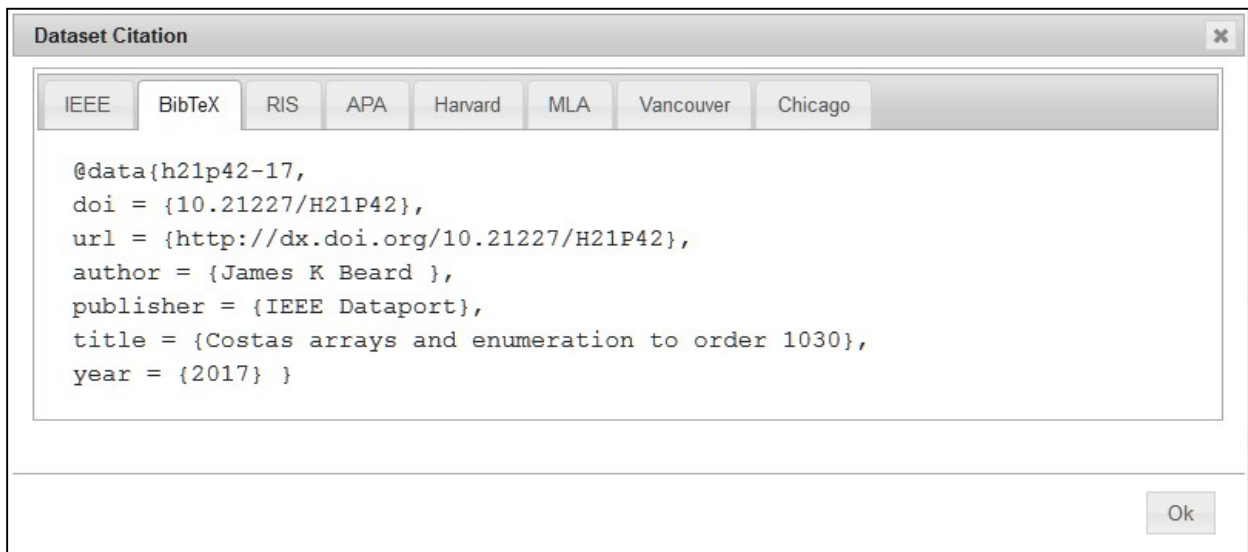 Dataset Citation
IEEE BibTeX RIS APA Harvard MLA Vancouver Chicago
@data{h21p42-17,
doi = {10.21227/H21P42},
url = {http://dx.doi.org/10.21227/H21P42},
author = {James K Beard },
publisher = {IEEE Dataport},
title = {Costas arrays and enumeration to order 1030},
year = {2017} }
Ok